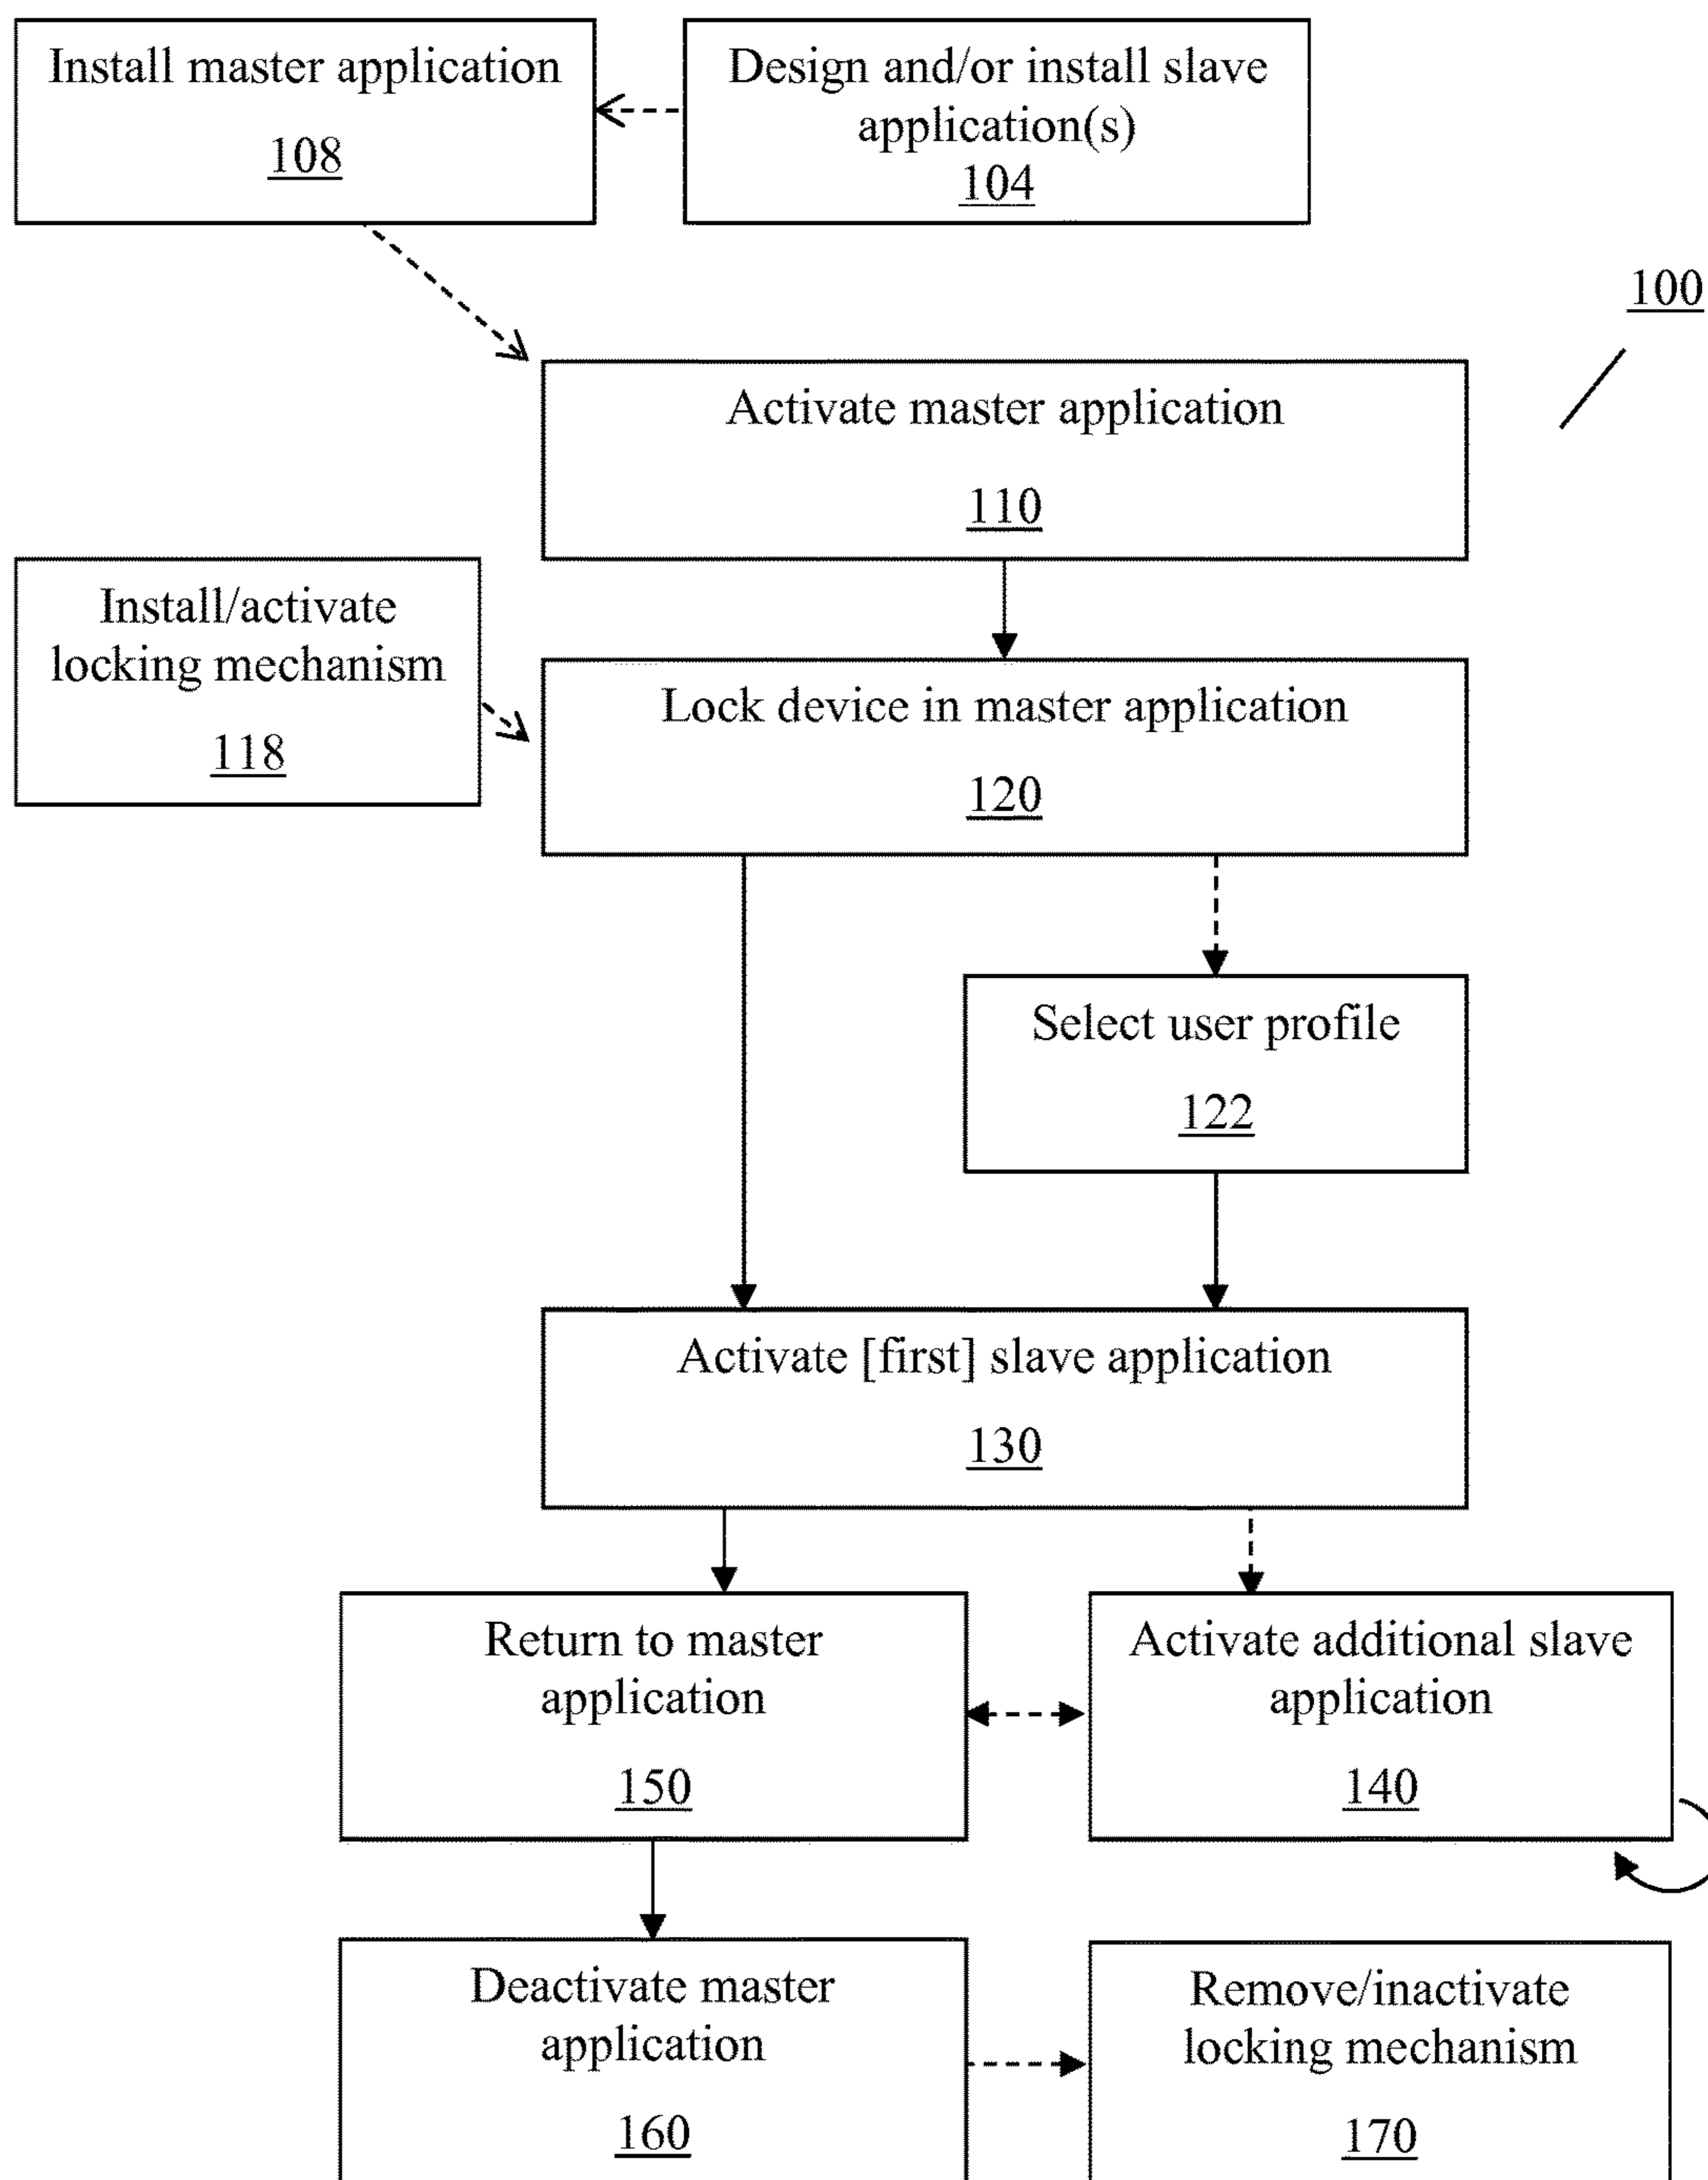 Install master application
108
Design and/or install slave
application(s)
104
100
Activate master application
110
Install/activate
locking mechanism
118
Lock device in master application
120
Select user profile
122
Activate [first] slave application
130
Return to master
application
150
Activate additional slave
application
140
Deactivate master
application
160
Remove/inactivate
locking mechanism
170